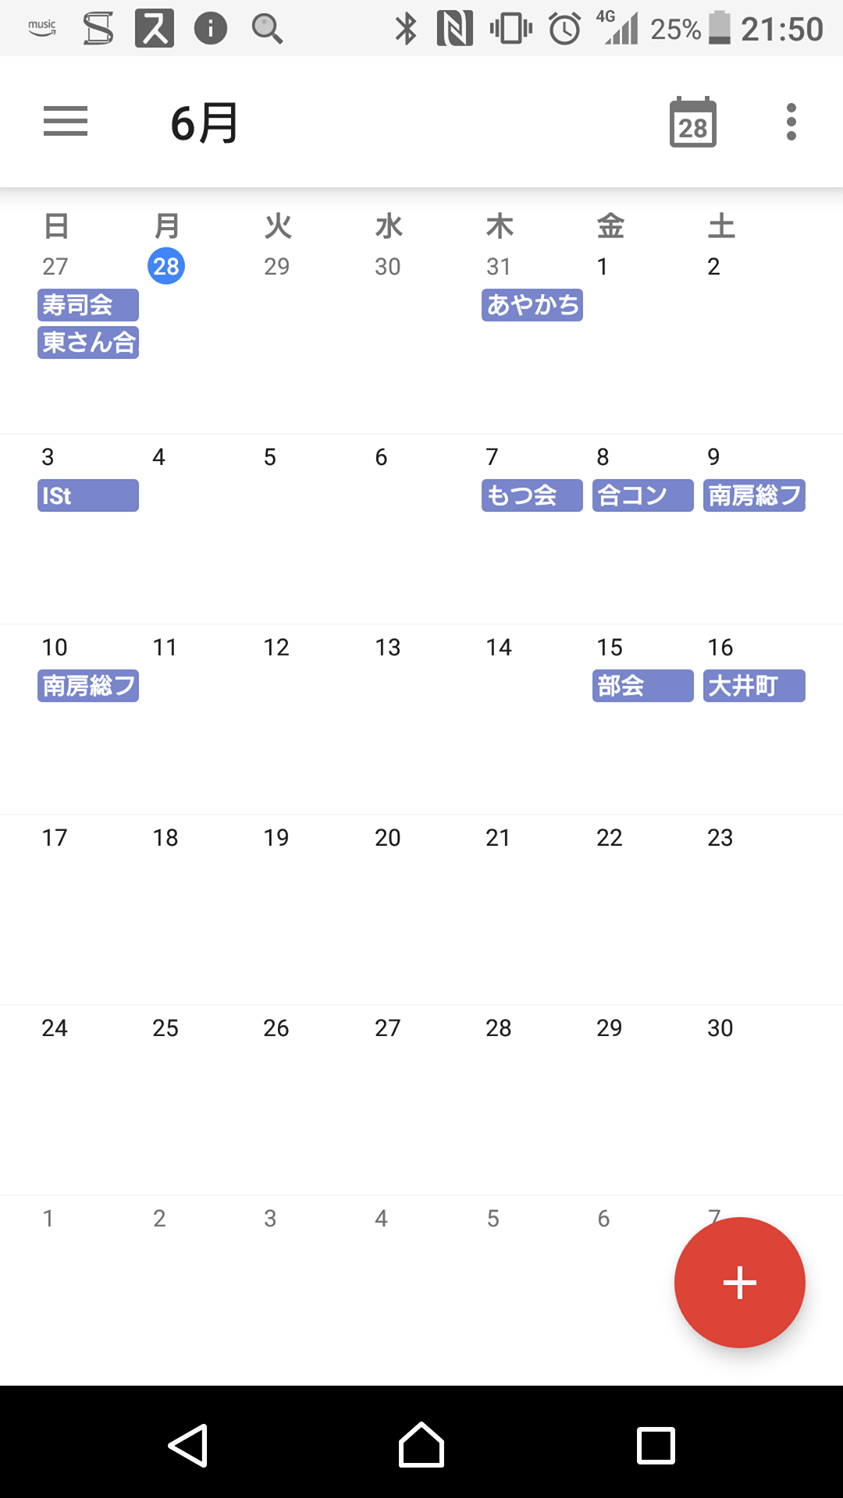 music 4G 25% 21:50
6月 28
日 月 火 水 木 金 土
27 28 29 30 31 1 2
寿司会 あやかち
東さん合
3 4 5 6 7 8 9
ISt もつ会 合コン 南房総フ
10 11 12 13 14 15 16
南房総フ 部会 大井町
17 18 19 20 21 22 23
24 25 26 27 28 29 30
1 2 3 4 5 6 7